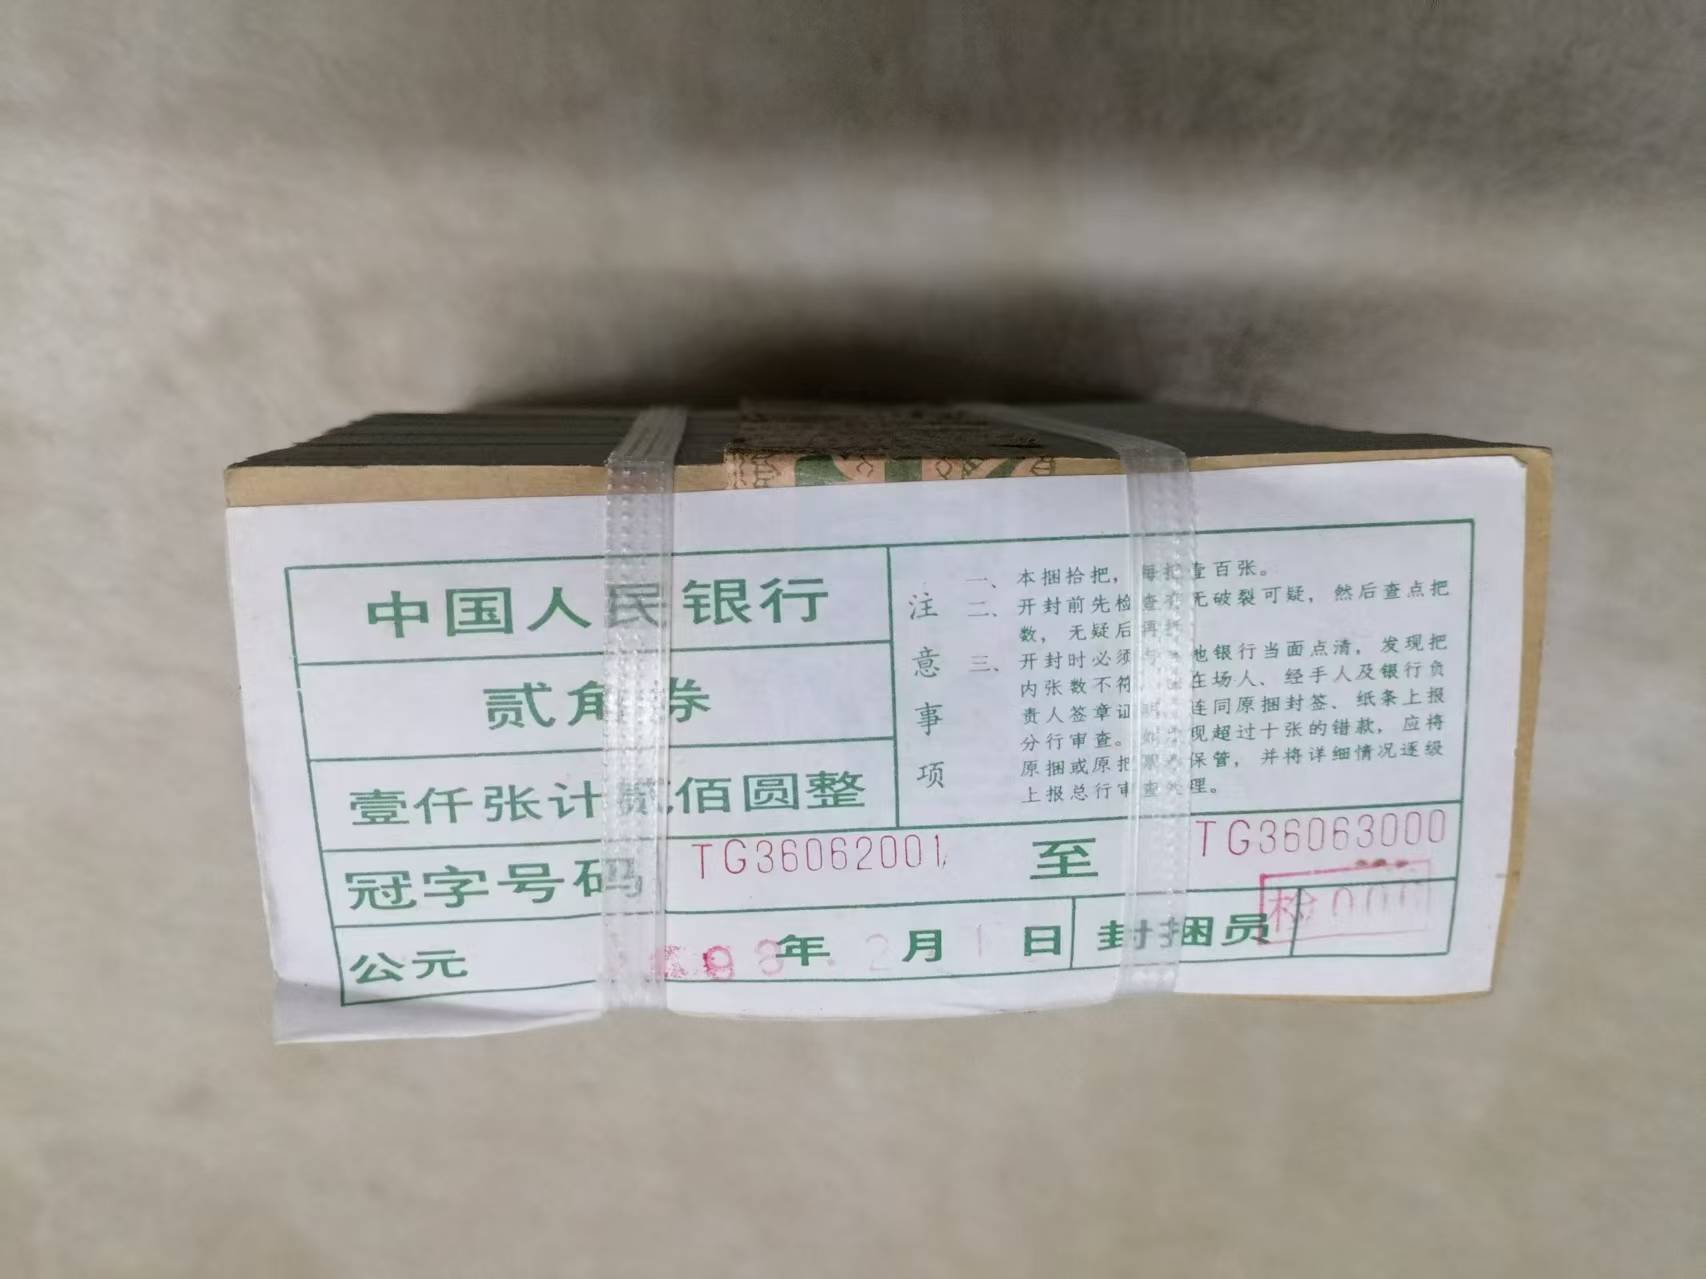 中国人民银行
贰角券
壹仟张计贰佰圆整
注意事项
一、本捆拾把，每把壹百张。
二、开封前先检查有无破裂可疑，然后查点把
数，无疑后再拆
三、开封时必须与当地银行当面点清，发现把
内张数不符 在场人、经手人及银行负
责人签章证明 连同原捆封签、纸条上报
分行审查。如发现超过十张的错款，应将
原捆或原把票币保管，并将详细情况逐级
上报总行审查处理。
冠字号码 TG36062001 至 TG36063000
公元 98年 2月 1日 封捆员 检